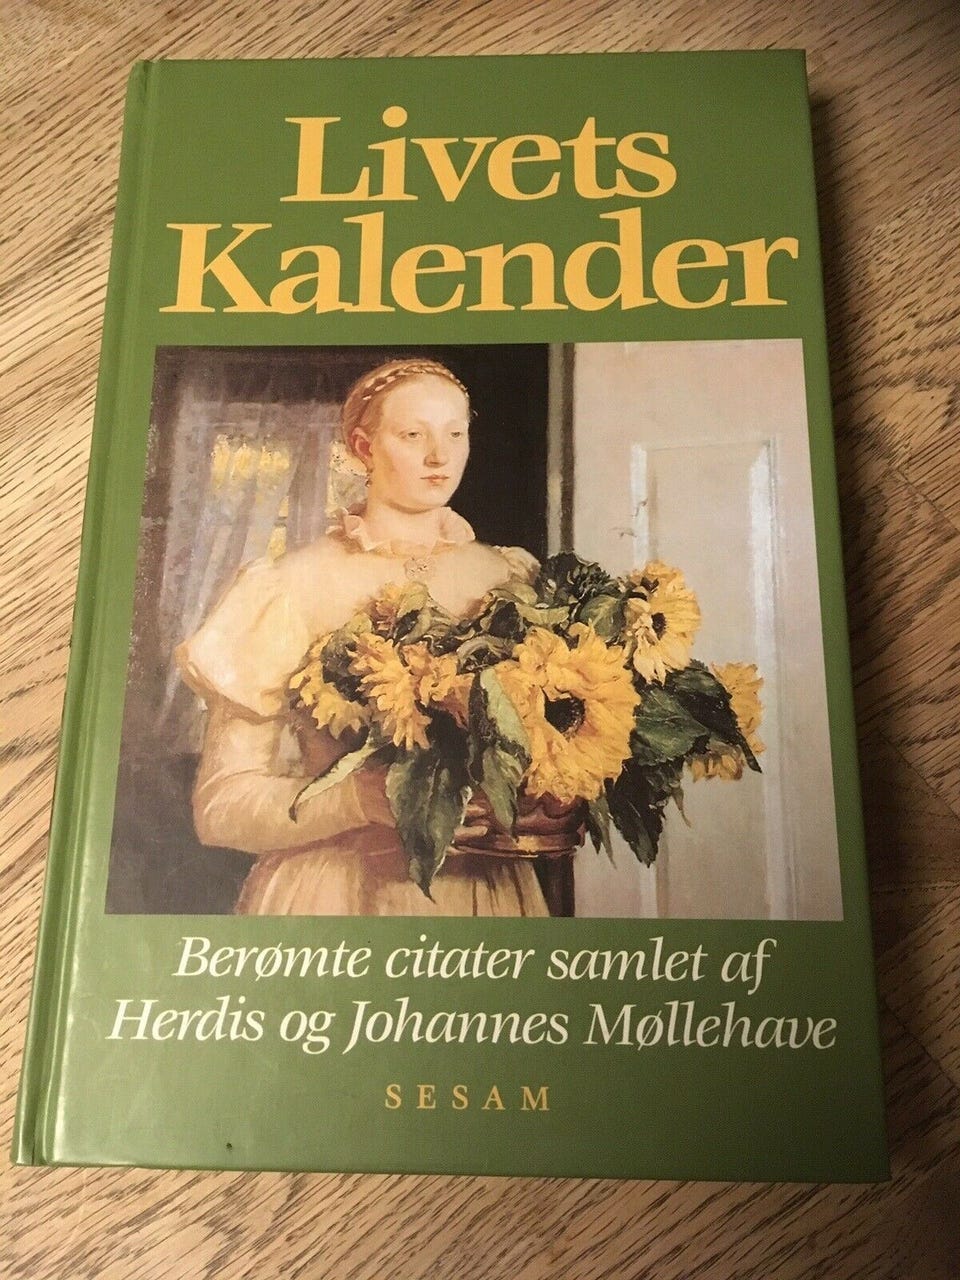 Livets
Kalender
Berømte citater samlet af
Herdis og Johannes Møllehave
SESAM